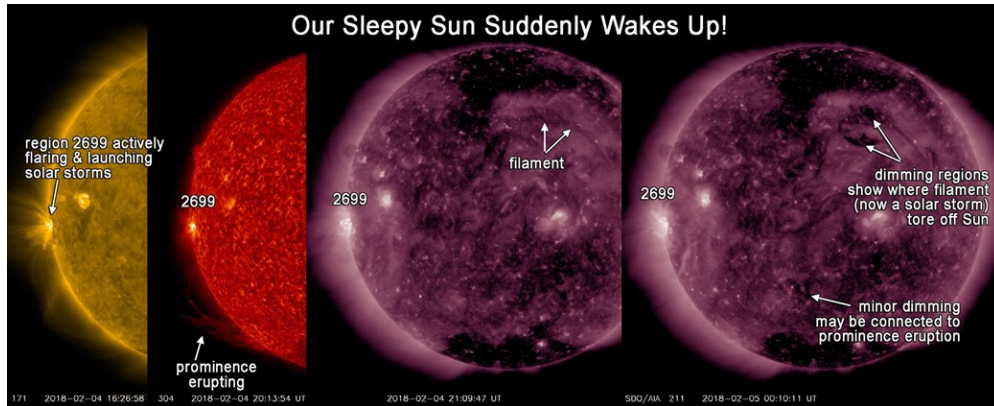 Our Sleepy Sun Suddenly Wakes Up!
region 2699 actively
flaring & launching
solar storms
171 2018-02-04 16:26:58
2699
prominence
erupting
304 2018-02-04 20:13:54 UT
2699
filament
2018-02-04 21:09:47 UT
2699
dimming regions
show where filament
(now a solar storm)
tore off Sun
minor dimming
may be connected to
prominence eruption
SDO/AIA 211 2018-02-05 00:10:11 UT